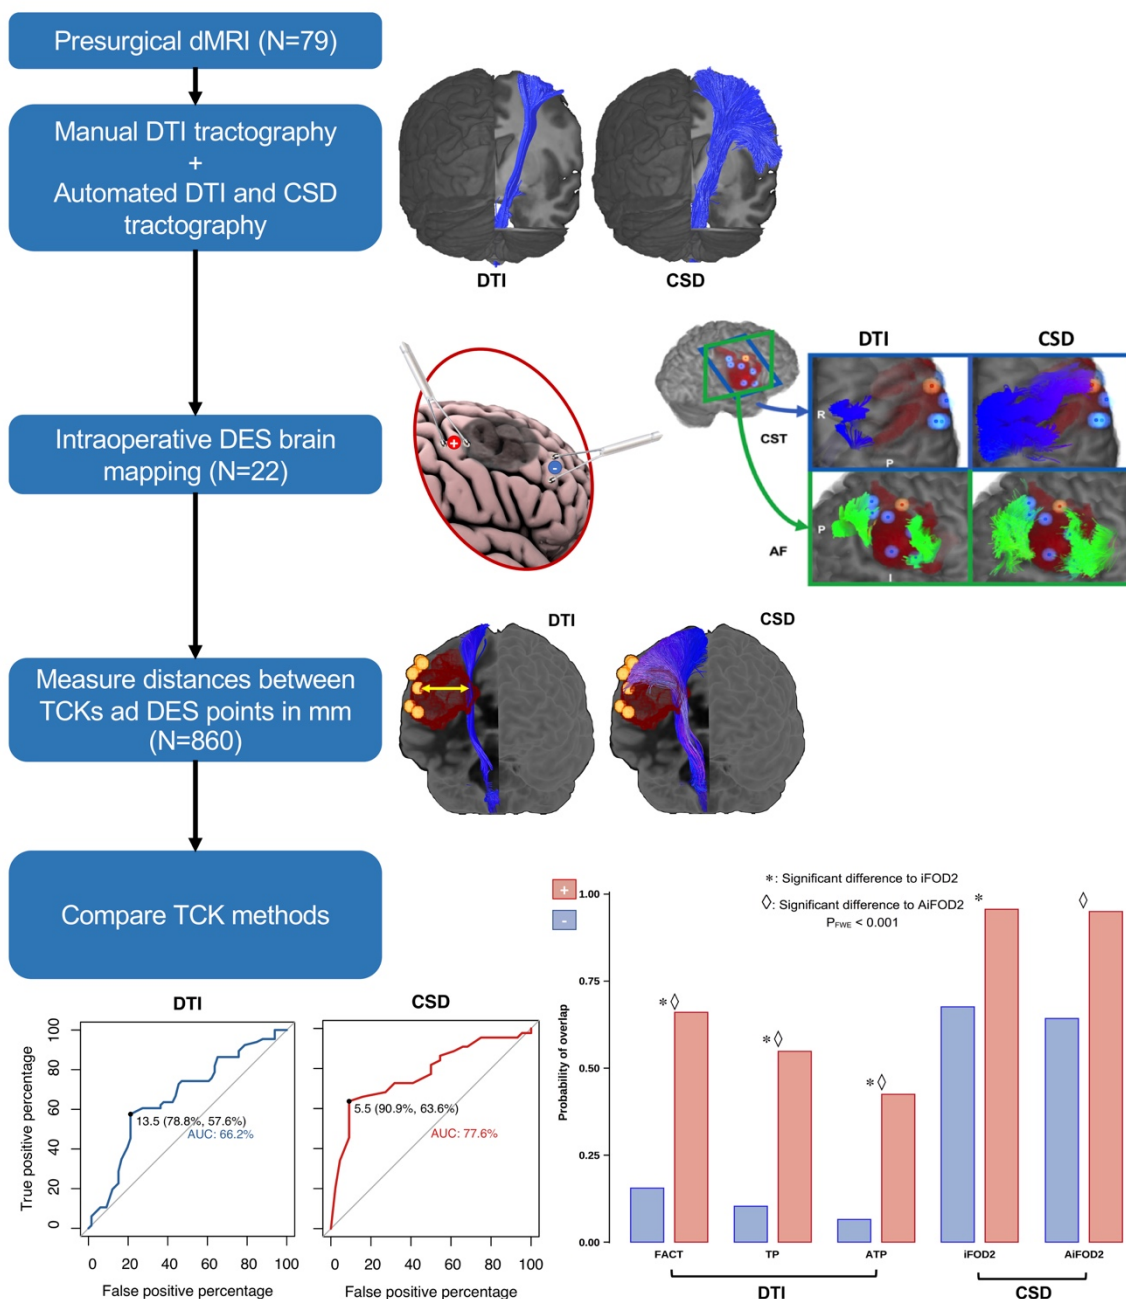 Presurgical dMRI (N=79)
Manual DTI tractography
+
Automated DTI and CSD
tractography
DTI
CSD
Intraoperative DES brain
mapping (N=22)
+
-
CST
AF
DTI
CSD
R
P
P
I
Measure distances between
TCKs ad DES points in mm
(N=860)
DTI
CSD
Compare TCK methods
DTI
True positive percentage
100
80
60
40
20
0
13.5 (78.8%, 57.6%)
AUC: 66.2%
0 20 40 60 80 100
False positive percentage
CSD
5.5 (90.9%, 63.6%)
AUC: 77.6%
0 20 40 60 80 100
False positive percentage
+
-
*: Significant difference to iFOD2
◊: Significant difference to AiFOD2
PFWE < 0.001
Probability of overlap
1.00
0.75
0.50
0.25
0.00
*◊
*◊
*◊
*
◊
FACT TP ATP iFOD2 AiFOD2
DTI CSD